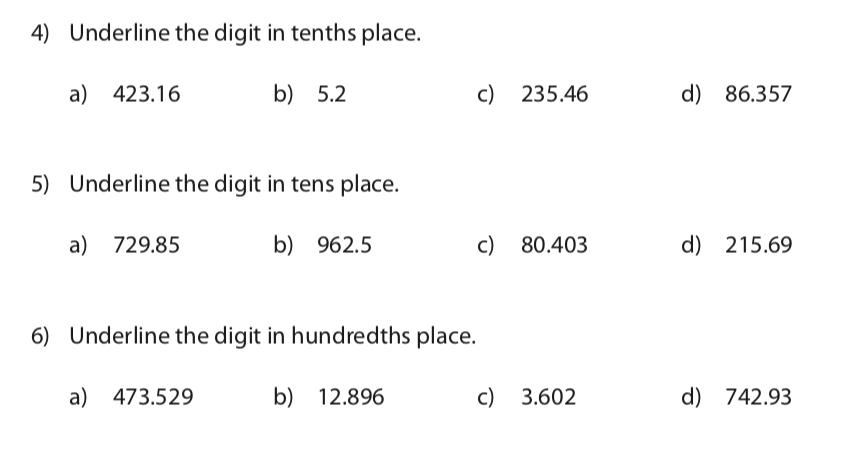 4) Underline the digit in tenths place.
a) 423.16 b) 5.2 c) 235.46 d) 86.357
5) Underline the digit in tens place.
a) 729.85 b) 962.5 c) 80.403 d) 215.69
6) Underline the digit in hundredths place.
a) 473.529 b) 12.896 c) 3.602 d) 742.93